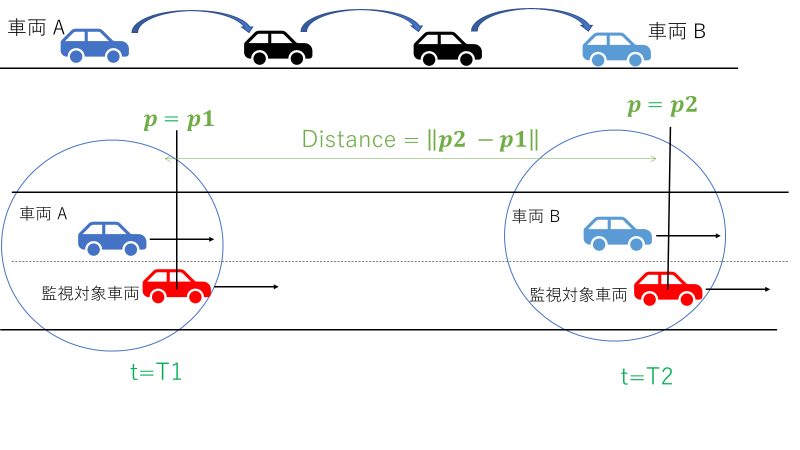 車両 A
車両 B
p = p1
p = p2
Distance = ‖p2 − p1‖
車両 A
車両 B
監視対象車両
監視対象車両
t=T1
t=T2